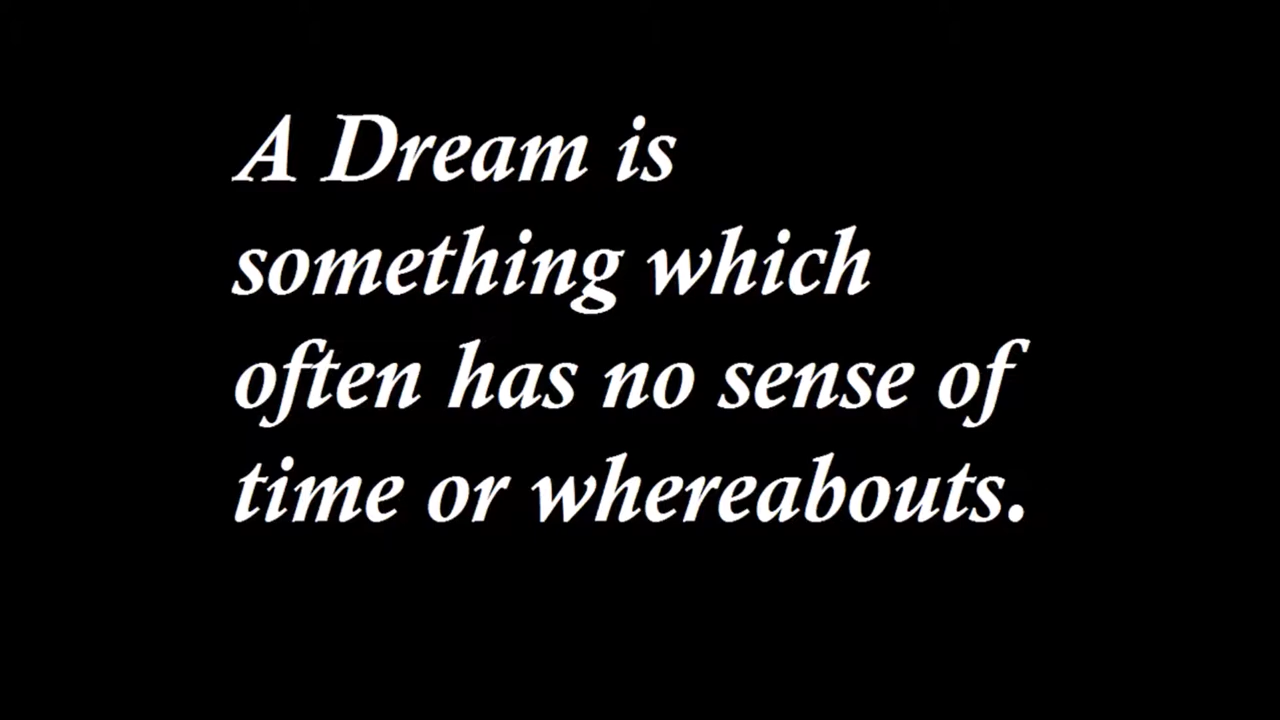 A Dream is
something which
often has no sense of
time or whereabouts.